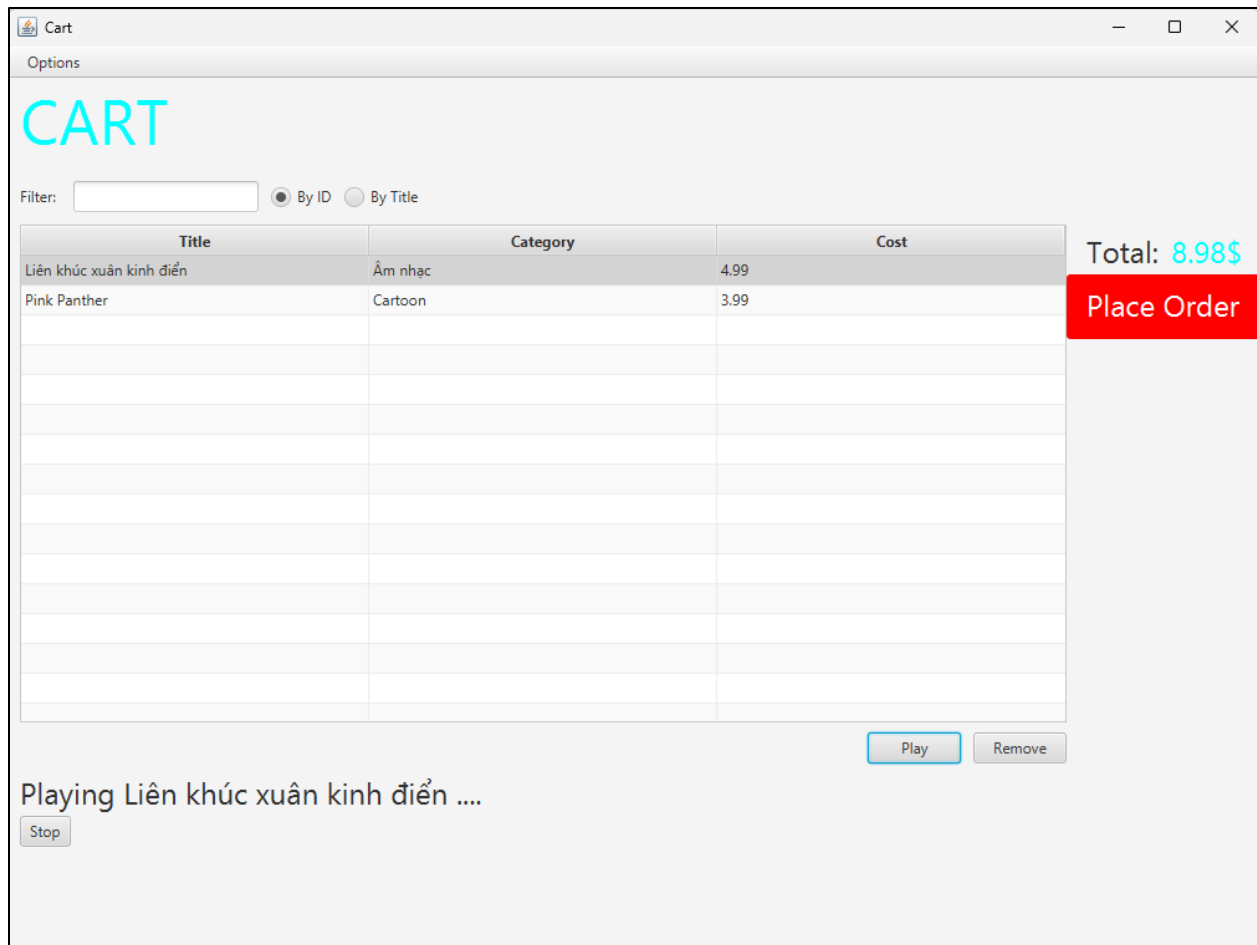 Cart
Options
CART
Filter: By ID By Title
Title Category Cost
Liên khúc xuân kinh điển Âm nhạc 4.99
Pink Panther Cartoon 3.99
Total: 8.98$
Place Order
Play Remove
Playing Liên khúc xuân kinh điển ....
Stop